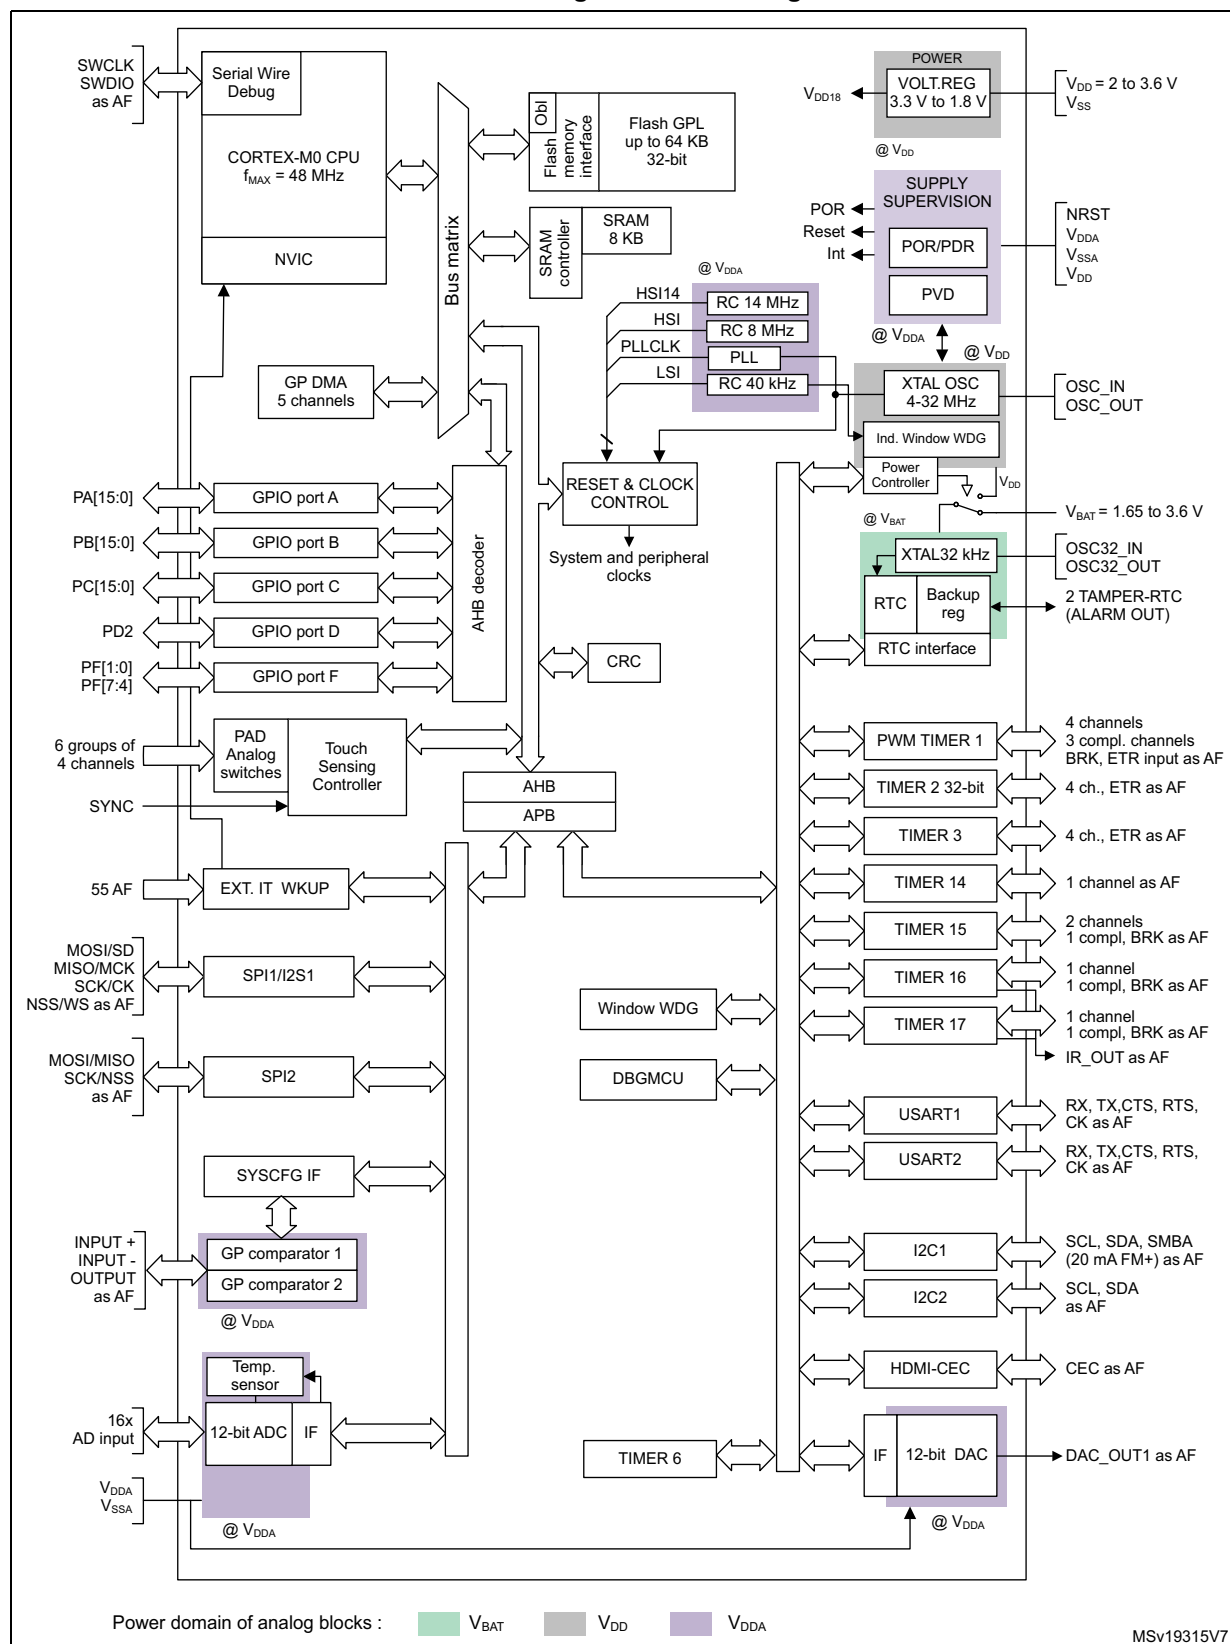 SWCLK
SWDIO
as AF
Serial Wire
Debug
CORTEX-M0 CPU
fMAX = 48 MHz
NVIC
Bus matrix
Obl
Flash
memory
interface
Flash GPL
up to 64 KB
32-bit
SRAM
controller
SRAM
8 KB
POWER
VOLT.REG
3.3 V to 1.8 V
VDD18
VDD = 2 to 3.6 V
VSS
@ VDD
SUPPLY
SUPERVISION
POR/PDR
PVD
POR
Reset
Int
NRST
VDDA
VSSA
VDD
@ VDDA
@ VDD
@ VDDA
HSI14
HSI
PLLCLK
LSI
RC 14 MHz
RC 8 MHz
PLL
RC 40 kHz
XTAL OSC
4-32 MHz
OSC_IN
OSC_OUT
Ind. Window WDG
Power
Controller
VDD
VBAT = 1.65 to 3.6 V
@ VBAT
XTAL32 kHz
OSC32_IN
OSC32_OUT
RTC
Backup
reg
RTC interface
2 TAMPER-RTC
(ALARM OUT)
GP DMA
5 channels
RESET & CLOCK
CONTROL
System and peripheral
clocks
PA[15:0]
GPIO port A
PB[15:0]
GPIO port B
PC[15:0]
GPIO port C
PD2
GPIO port D
PF[1:0]
PF[7:4]
GPIO port F
AHB decoder
CRC
6 groups of
4 channels
PAD
Analog
switches
Touch
Sensing
Controller
SYNC
AHB
APB
PWM TIMER 1
4 channels
3 compl. channels
BRK, ETR input as AF
TIMER 2 32-bit
4 ch., ETR as AF
TIMER 3
4 ch., ETR as AF
TIMER 14
1 channel as AF
TIMER 15
2 channels
1 compl, BRK as AF
TIMER 16
1 channel
1 compl, BRK as AF
TIMER 17
1 channel
1 compl, BRK as AF
IR_OUT as AF
55 AF
EXT. IT WKUP
MOSI/SD
MISO/MCK
SCK/CK
NSS/WS as AF
SPI1/I2S1
MOSI/MISO
SCK/NSS
as AF
SPI2
Window WDG
DBGMCU
USART1
RX, TX,CTS, RTS,
CK as AF
USART2
RX, TX,CTS, RTS,
CK as AF
SYSCFG IF
INPUT +
INPUT -
OUTPUT
as AF
GP comparator 1
GP comparator 2
@ VDDA
I2C1
SCL, SDA, SMBA
(20 mA FM+) as AF
I2C2
SCL, SDA
as AF
HDMI-CEC
CEC as AF
Temp.
sensor
16x
AD input
12-bit ADC
IF
VDDA
VSSA
@ VDDA
TIMER 6
IF
12-bit DAC
DAC_OUT1 as AF
@ VDDA
Power domain of analog blocks :
VBAT
VDD
VDDA
MSv19315V7